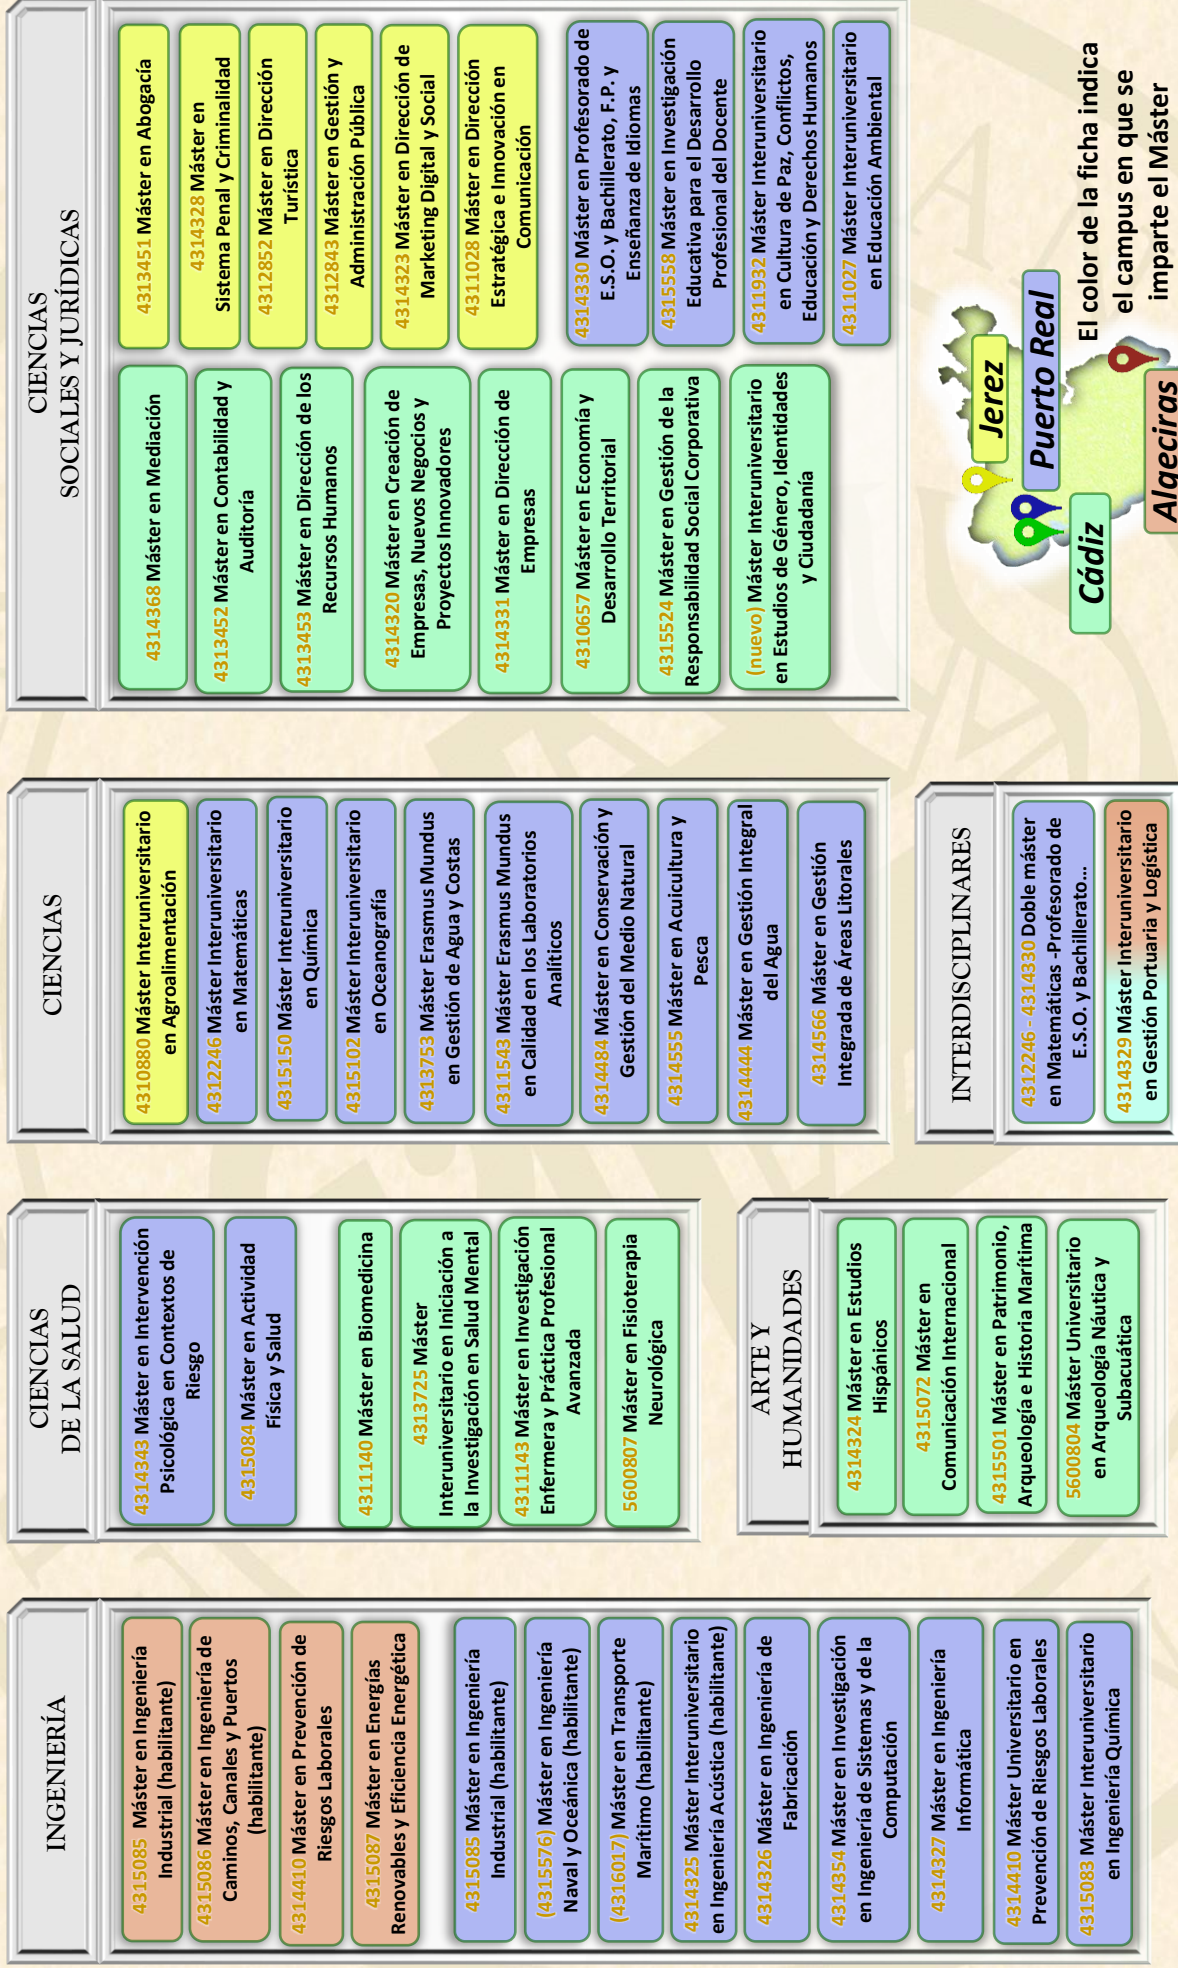 INGENIERÍA
4315085 Máster en Ingeniería
Industrial (habilitante)
4315086 Máster en Ingeniería de
Caminos, Canales y Puertos
(habilitante)
4314410 Máster en Prevención de
Riesgos Laborales
4315087 Máster en Energías
Renovables y Eficiencia Energética
4315085 Máster en Ingeniería
Industrial (habilitante)
(4315576) Máster en Ingeniería
Naval y Oceánica (habilitante)
(4316017) Máster en Transporte
Marítimo (habilitante)
4314325 Máster Interuniversitario
en Ingeniería Acústica (habilitante)
4314326 Máster en Ingeniería de
Fabricación
4314354 Máster en Investigación
en Ingeniería de Sistemas y de la
Computación
4314327 Máster en Ingeniería
Informática
4314410 Máster Universitario en
Prevención de Riesgos Laborales
4315083 Máster Interuniversitario
en Ingeniería Química
CIENCIAS
DE LA SALUD
4314343 Máster en Intervención
Psicológica en Contextos de
Riesgo
4315084 Máster en Actividad
Física y Salud
4311140 Máster en Biomedicina
4313725 Máster
Interuniversitario en Iniciación a
la Investigación en Salud Mental
4311143 Máster en Investigación
Enfermera y Práctica Profesional
Avanzada
5600807 Máster en Fisioterapia
Neurológica
ARTE Y
HUMANIDADES
4314324 Máster en Estudios
Hispánicos
4315072 Máster en
Comunicación Internacional
4315501 Máster en Patrimonio,
Arqueología e Historia Marítima
5600804 Máster Universitario
en Arqueología Náutica y
Subacuática
CIENCIAS
4310880 Máster Interuniversitario
en Agroalimentación
4312246 Máster Interuniversitario
en Matemáticas
4315150 Máster Interuniversitario
en Química
4315102 Máster Interuniversitario
en Oceanografía
4313753 Máster Erasmus Mundus
en Gestión de Agua y Costas
4311543 Máster Erasmus Mundus
en Calidad en los Laboratorios
Analíticos
4314484 Máster en Conservación y
Gestión del Medio Natural
4314555 Máster en Acuicultura y
Pesca
4314444 Máster en Gestión Integral
del Agua
4314566 Máster en Gestión
Integrada de Áreas Litorales
INTERDISCIPLINARES
4312246 - 4314330 Doble máster
en Matemáticas -Profesorado de
E.S.O. y Bachillerato...
4314329 Máster Interuniversitario
en Gestión Portuaria y Logística
CIENCIAS
SOCIALES Y JURÍDICAS
4314368 Máster en Mediación
4313452 Máster en Contabilidad y
Auditoría
4313453 Máster en Dirección de los
Recursos Humanos
4314320 Máster en Creación de
Empresas, Nuevos Negocios y
Proyectos Innovadores
4314331 Máster en Dirección de
Empresas
4310657 Máster en Economía y
Desarrollo Territorial
4315524 Máster en Gestión de la
Responsabilidad Social Corporativa
(nuevo) Máster Interuniversitario
en Estudios de Género, Identidades
y Ciudadanía
4313451 Máster en Abogacía
4314328 Máster en
Sistema Penal y Criminalidad
4312852 Máster en Dirección
Turística
4312843 Máster en Gestión y
Administración Pública
4314323 Máster en Dirección de
Marketing Digital y Social
4311028 Máster en Dirección
Estratégica e Innovación en
Comunicación
4314330 Máster en Profesorado de
E.S.O. y Bachillerato, F.P. y
Enseñanza de Idiomas
4315558 Máster en Investigación
Educativa para el Desarrollo
Profesional del Docente
4311932 Máster Interuniversitario
en Cultura de Paz, Conflictos,
Educación y Derechos Humanos
4311027 Máster Interuniversitario
en Educación Ambiental
Jerez
Puerto Real
Cádiz
Algeciras
El color de la ficha indica
el campus en que se
imparte el Máster